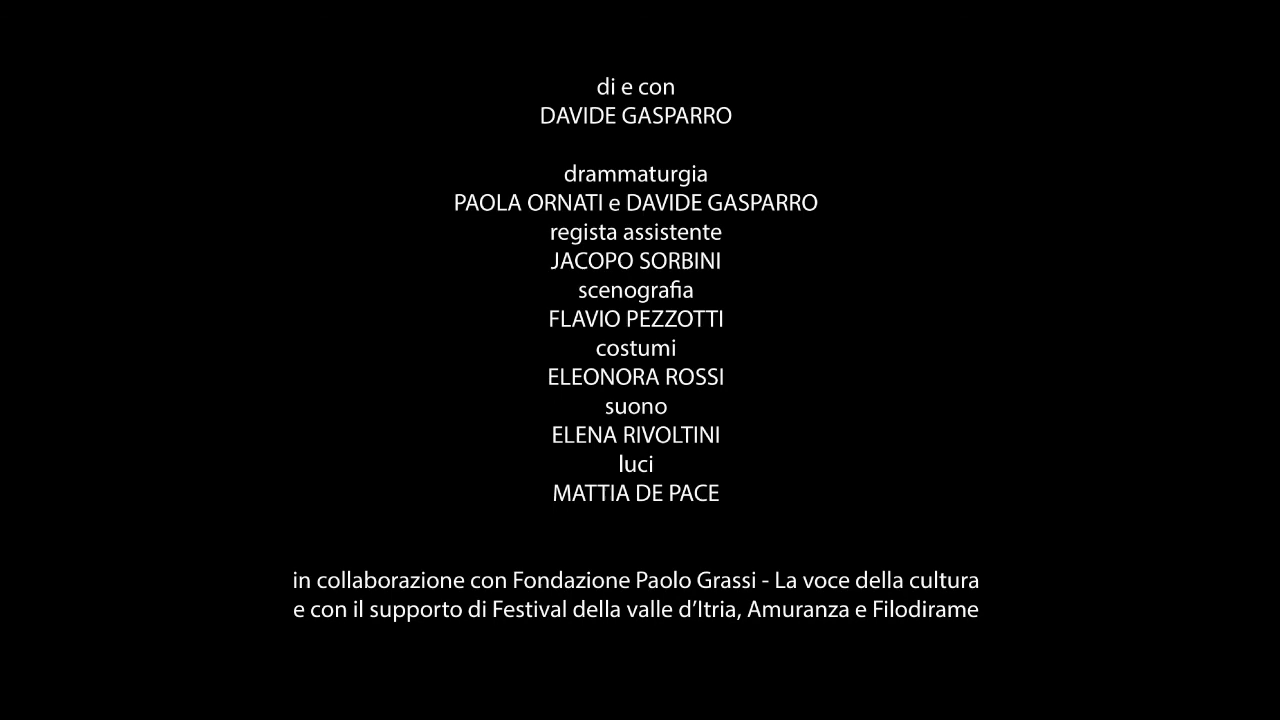 di e con
DAVIDE GASPARRO
drammaturgia
PAOLA ORNATI e DAVIDE GASPARRO
regista assistente
JACOPO SORBINI
scenografia
FLAVIO PEZZOTTI
costumi
ELEONORA ROSSI
suono
ELENA RIVOLTINI
luci
MATTIA DE PACE
in collaborazione con Fondazione Paolo Grassi - La voce della cultura
e con il supporto di Festival della valle d’Itria, Amuranza e Filodirame